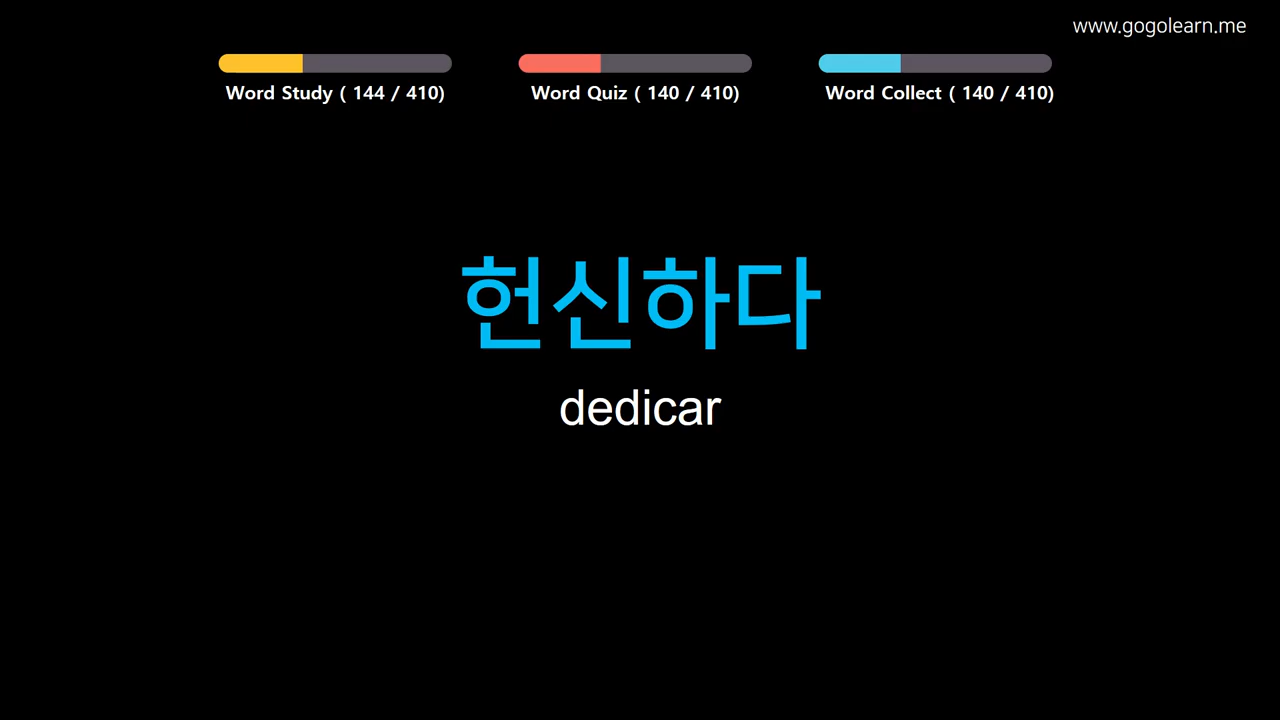 www.gogolearn.me
Word Study ( 144 / 410)
Word Quiz ( 140 / 410)
Word Collect ( 140 / 410)
헌신하다
dedicar